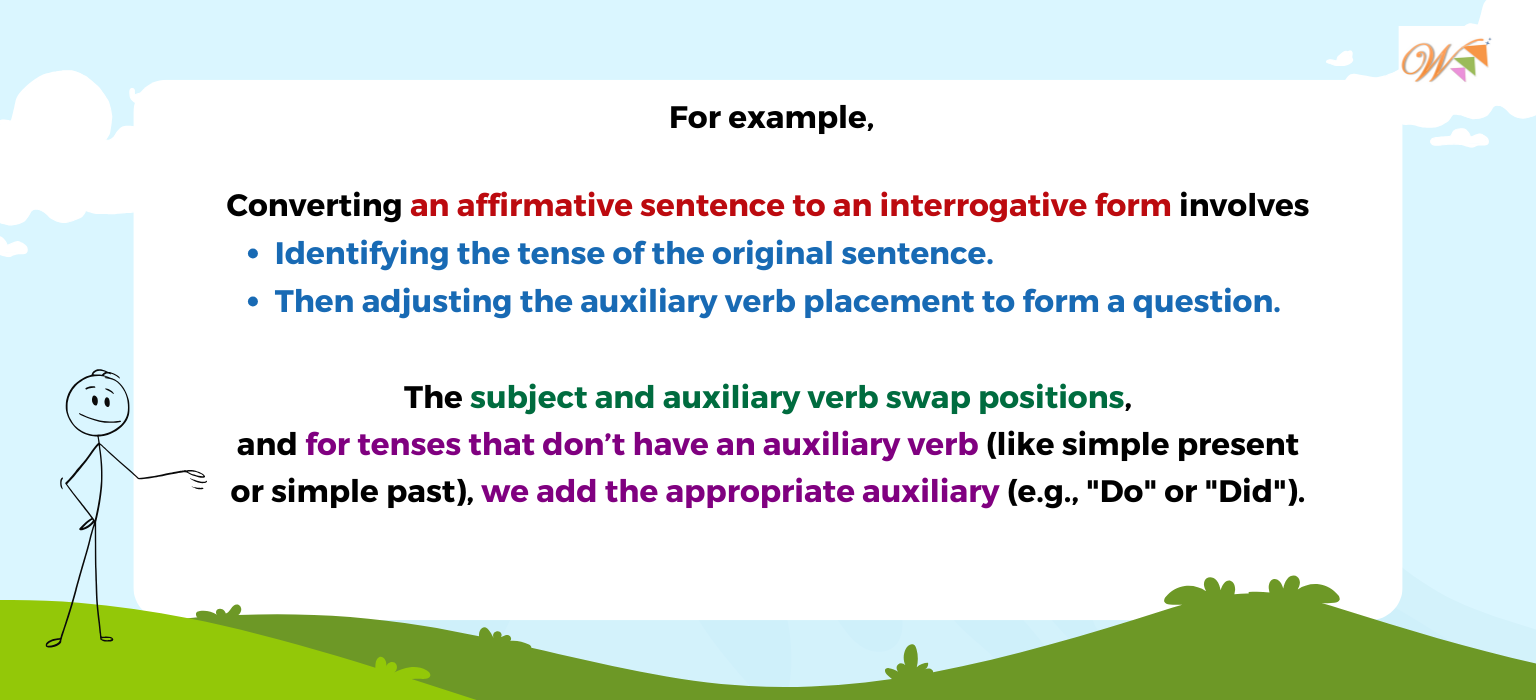 For example,
Converting an affirmative sentence to an interrogative form involves
• Identifying the tense of the original sentence.
• Then adjusting the auxiliary verb placement to form a question.
The subject and auxiliary verb swap positions,
and for tenses that don’t have an auxiliary verb (like simple present
or simple past), we add the appropriate auxiliary (e.g., "Do" or "Did").
W